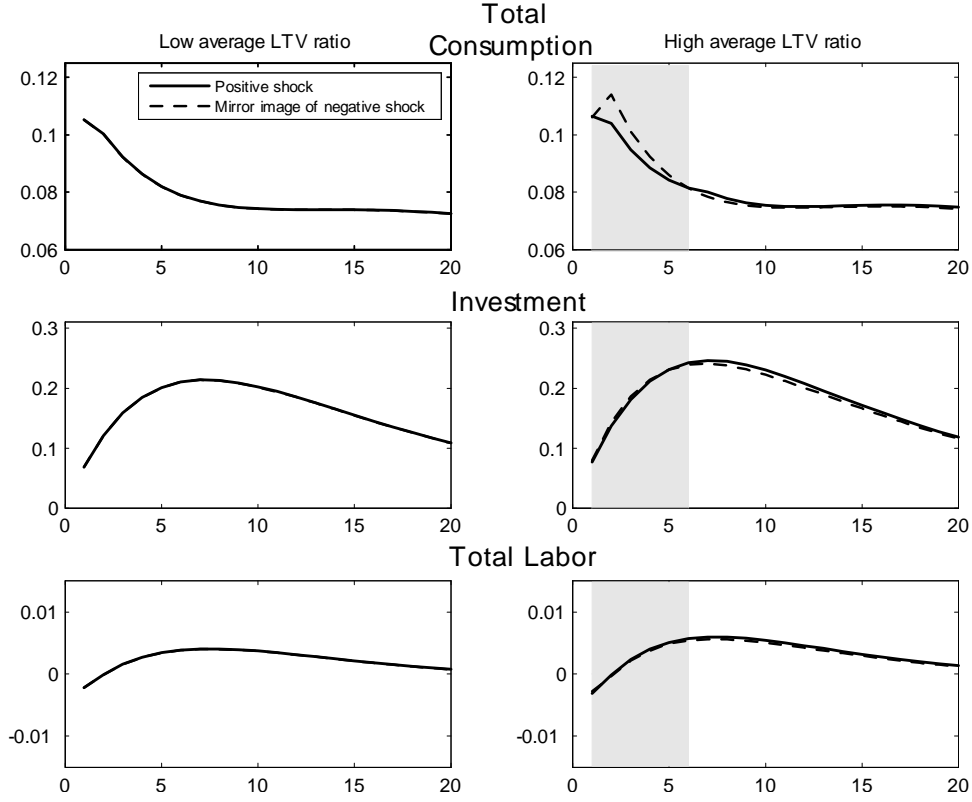 Total
Consumption
Low average LTV ratio
High average LTV ratio
Positive shock
Mirror image of negative shock
0.12
0.1
0.08
0.06
0 5 10 15 20
0.12
0.1
0.08
0.06
0 5 10 15 20
Investment
0.3
0.2
0.1
0
0 5 10 15 20
0.3
0.2
0.1
0
0 5 10 15 20
Total Labor
0.01
0
-0.01
0 5 10 15 20
0.01
0
-0.01
0 5 10 15 20